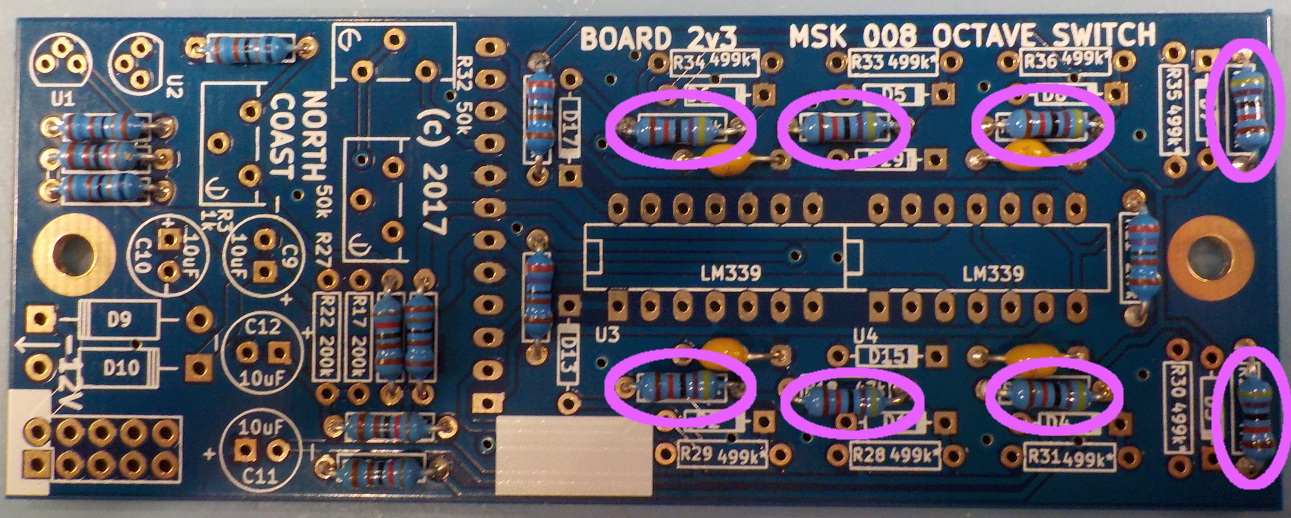 BOARD 2v3
MSK 008 OCTAVE SWITCH
U1
U2
NORTH
COAST
(c) 2017
R32 50k
D17
R34 499k*
R33 499k*
D5
R36 499k*
R35 499k*
R3
1k
50k R27
C10
10uF
C9
10uF
+
+
LM339
LM339
D9
D10
-12V
C12
10uF
+
R22 200k
R17 200k
D13
U3
U4
D15
10uF
C11
+
R29 499k*
R28 499k*
D4
R31 499k*
R30 499k*